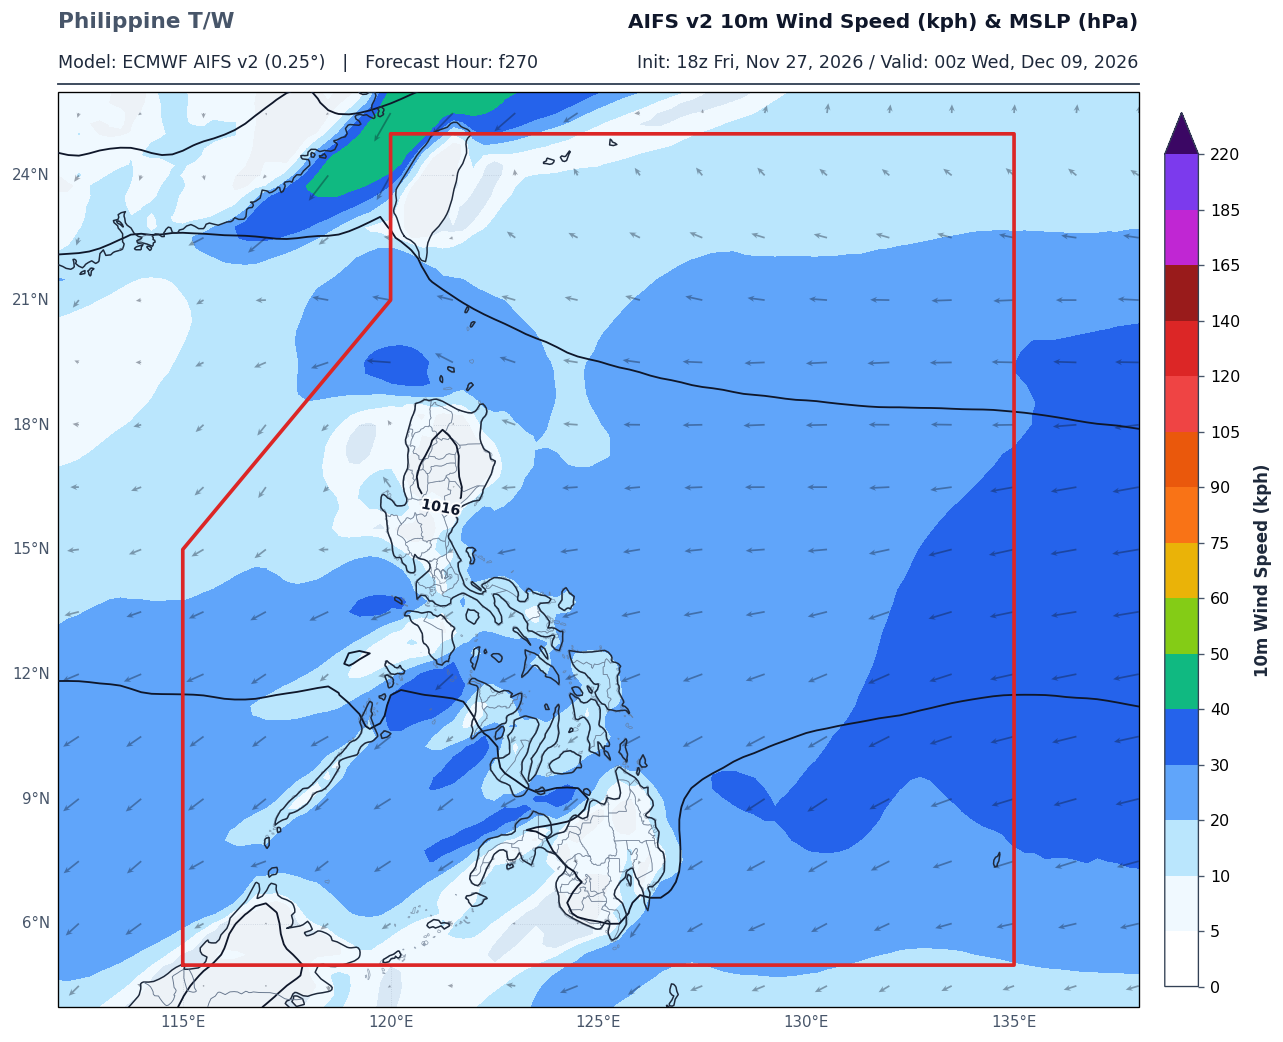 Philippine T/W
AIFS v2 10m Wind Speed (kph) & MSLP (hPa)
Model: ECMWF AIFS v2 (0.25°) | Forecast Hour: f270
Init: 18z Fri, Nov 27, 2026 / Valid: 00z Wed, Dec 09, 2026
24°N
21°N
18°N
15°N
12°N
9°N
6°N
115°E
120°E
125°E
130°E
135°E
1016
220
185
165
140
120
105
90
75
60
50
40
30
20
10
5
0
10m Wind Speed (kph)